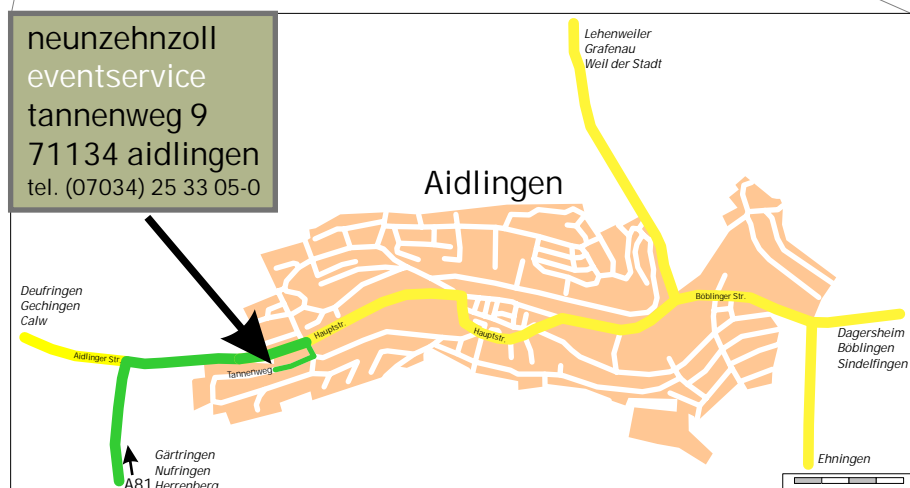 neunzehnzoll
eventservice
tannenweg 9
71134 aidlingen
tel. (07034) 25 33 05-0
Lehenweiler
Grafenau
Weil der Stadt
Aidlingen
Deufringen
Gechingen
Calw
Aidlinger Str.
Hauptstr.
Hauptstr.
Böblinger Str.
Tannenweg
Dagersheim
Böblingen
Sindelfingen
Gärtringen
Nufringen
A81 Herrenberg
Ehningen